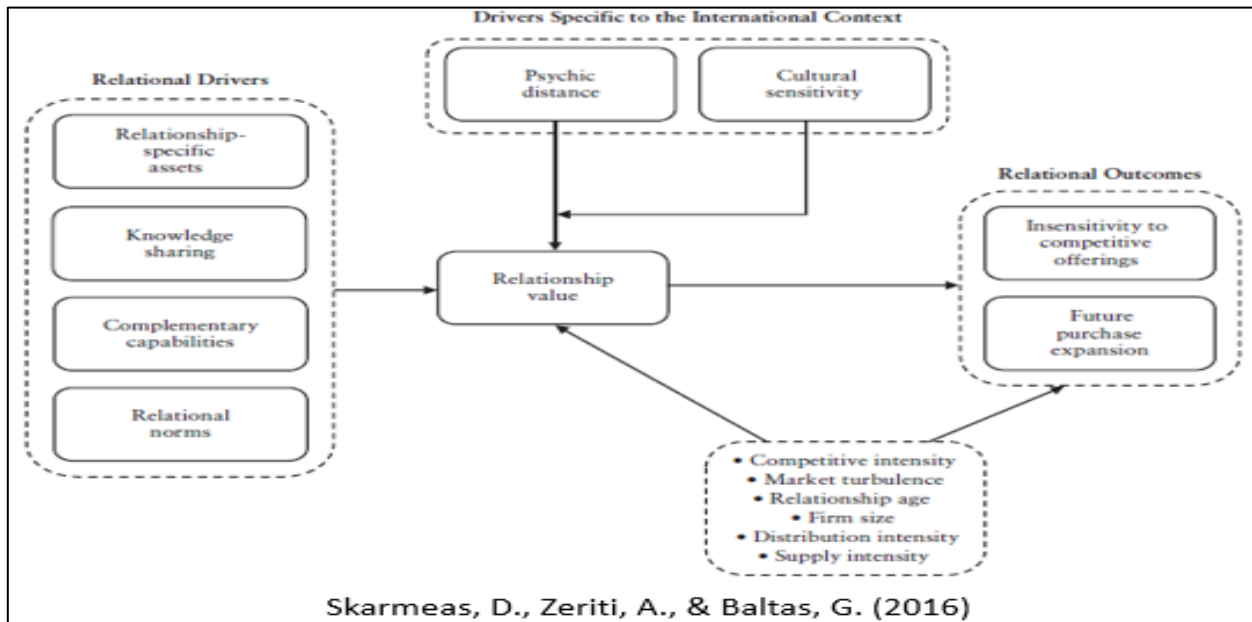 Drivers Specific to the International Context
Psychic
distance
Cultural
sensitivity
Relational Drivers
Relationship-
specific
assets
Knowledge
sharing
Complementary
capabilities
Relational
norms
Relationship
value
Relational Outcomes
Insensitivity to
competitive
offerings
Future
purchase
expansion
• Competitive intensity
• Market turbulence
• Relationship age
• Firm size
• Distribution intensity
• Supply intensity
Skarmeas, D., Zeriti, A., & Baltas, G. (2016)